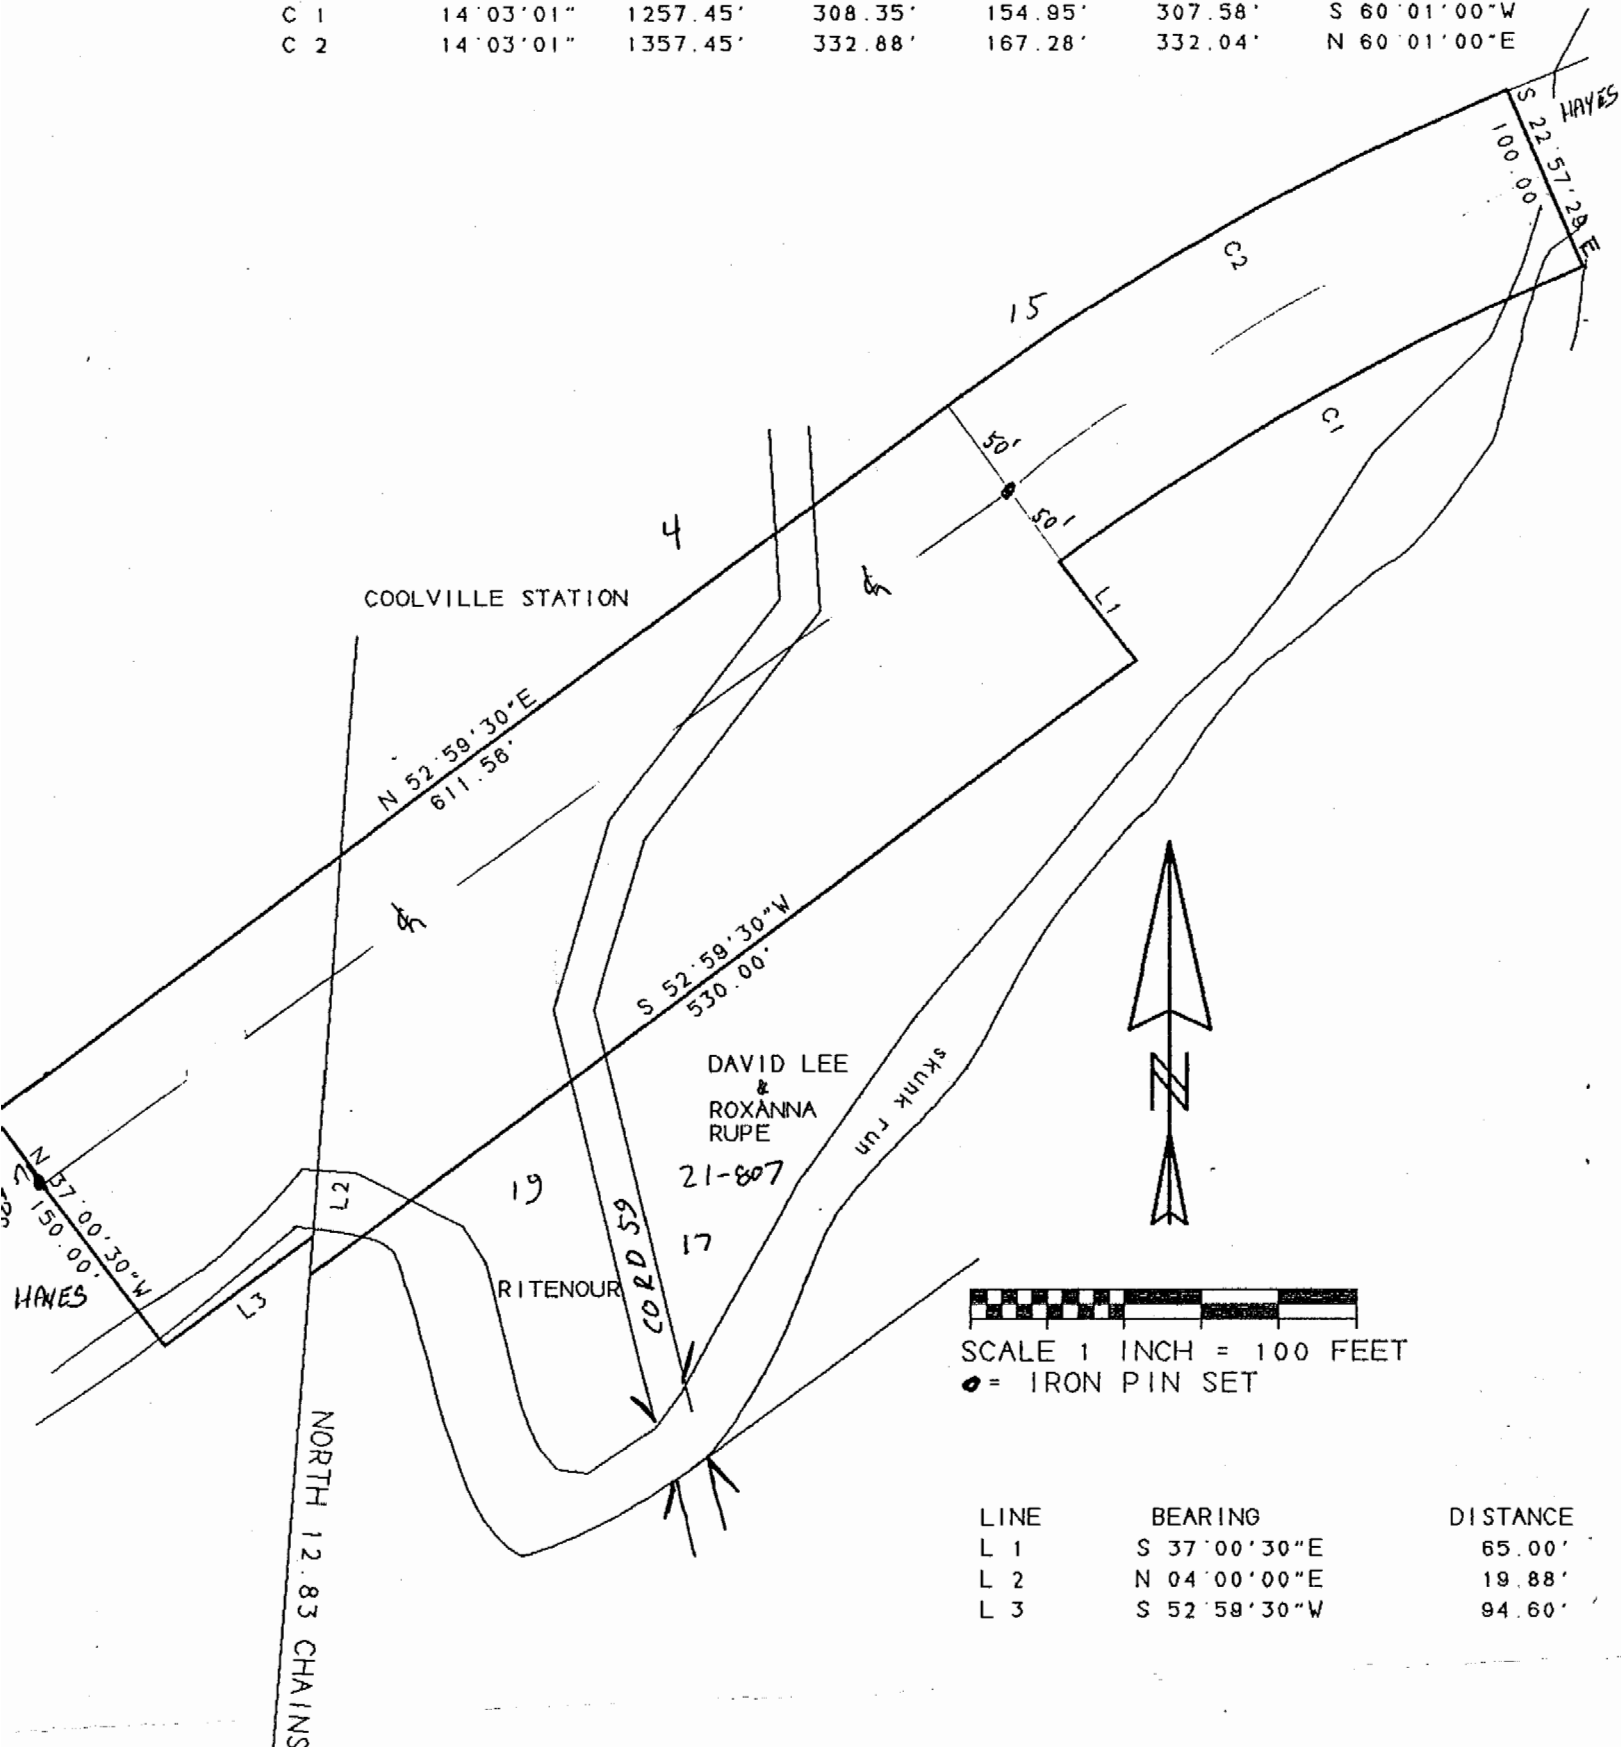 C 1 14°03'01" 1257.45' 308.35' 154.95' 307.58' S 60°01'00"W
C 2 14°03'01" 1357.45' 332.88' 167.28' 332.04' N 60°01'00"E
HAYES
S 22°57'29 E
100.00'
C2
15
C1
50'
50'
4
L1
COOLVILLE STATION
N 52°59'30"E
611.58'
S 52°59'30"W
530.00'
DAVID LEE
&
ROXANNA
RUPE
21-807
skunk run
N
19
17
L2
N 37°00'30"W
150.00'
HAYES
L3
RITENOUR
CORD 59
SCALE 1 INCH = 100 FEET
= IRON PIN SET
NORTH 12.83 CHAINS
LINE BEARING DISTANCE
L 1 S 37°00'30"E 65.00'
L 2 N 04°00'00"E 19.88'
L 3 S 52°59'30"W 94.60'